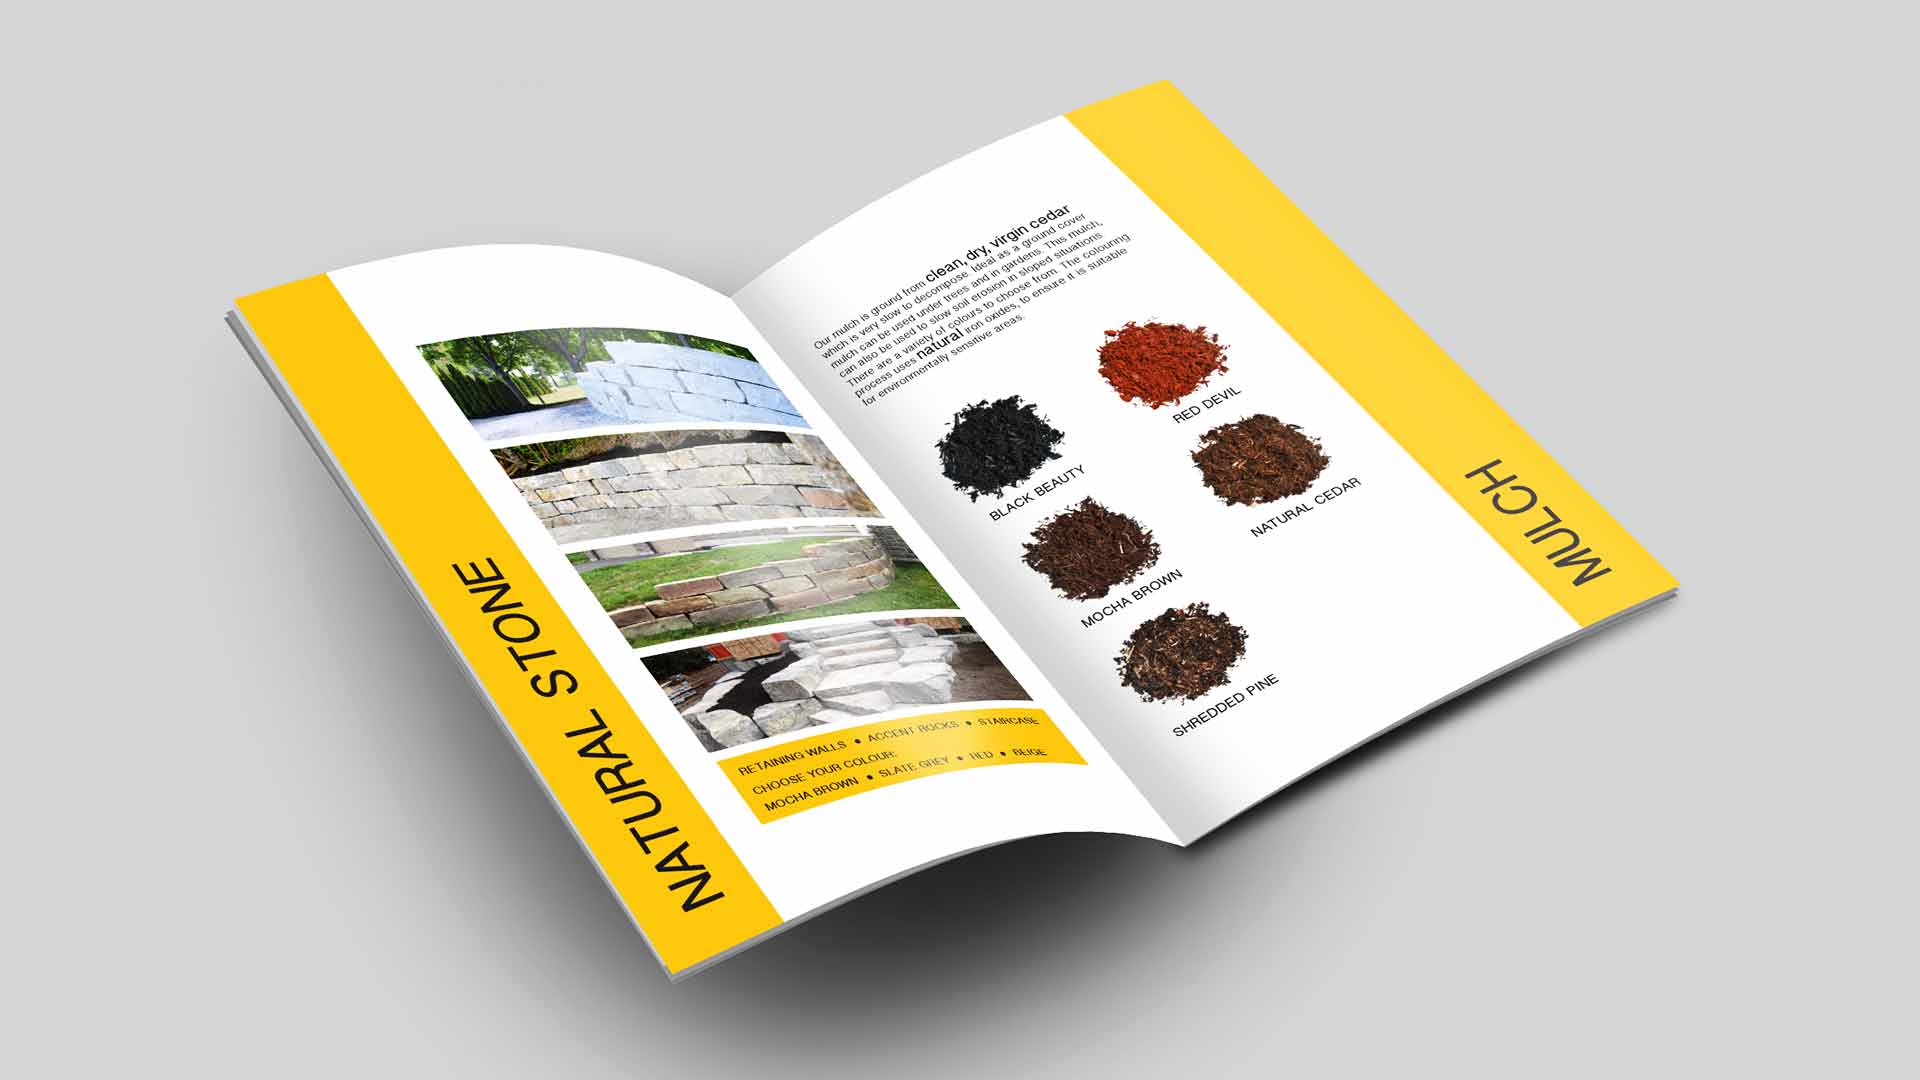 NATURAL STONE
RETAINING WALLS • ACCENT ROCKS • STAIRCASE
CHOOSE YOUR COLOUR:
MOCHA BROWN • SLATE GREY • RED • BEIGE
Our mulch is ground from clean, dry, virgin cedar
which is very slow to decompose. Ideal as a ground cover
mulch can be used under trees and in gardens. This mulch,
can also be used to slow soil erosion in sloped situations.
There are a variety of colours to choose from. The colouring
process uses natural iron oxides, to ensure it is suitable
for environmentally sensitive areas.
RED DEVIL
BLACK BEAUTY
NATURAL CEDAR
MOCHA BROWN
SHREDDED PINE
MULCH